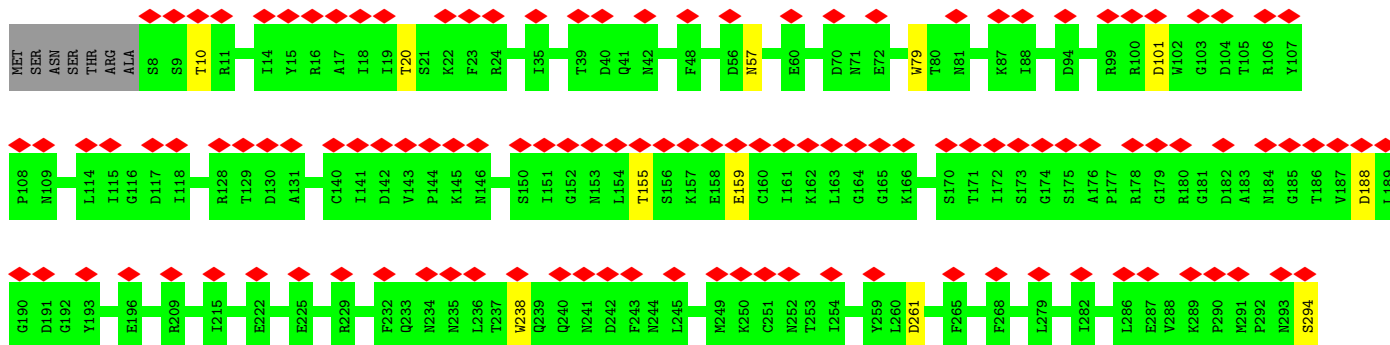 MET SER ASN SER THR ARG ALA S8 S9 T10 R11 I14 Y15 R16 A17 I18 I19 T20 S21 K22 F23 R24 I35 T39 D40 Q41 N42 F48 D56 N57 E60 D70 N71 E72 W79 T80 N81 K87 I88 D94 R99 R100 D101 W102 G103 D104 T105 R106 Y107
P108 N109 L114 I115 G116 D117 I118 R128 T129 D130 A131 C140 I141 D142 V143 P144 K145 N146 S150 I151 G152 N153 L154 T155 S156 K157 E158 E159 C160 I161 K162 L163 G164 G165 K166 S170 T171 I172 S173 G174 S175 A176 P177 R178 G179 R180 G181 D182 A183 N184 G185 T186 V187 D188 L189
G190 D191 G192 Y193 E196 R209 I215 E222 E225 R229 F232 Q233 N234 N235 L236 T237 W238 Q239 Q240 N241 D242 F243 N244 L245 M249 K250 C251 N252 T253 I254 Y259 L260 D261 F265 F268 L279 I282 L286 E287 V288 K289 P290 M291 P292 N293 S294